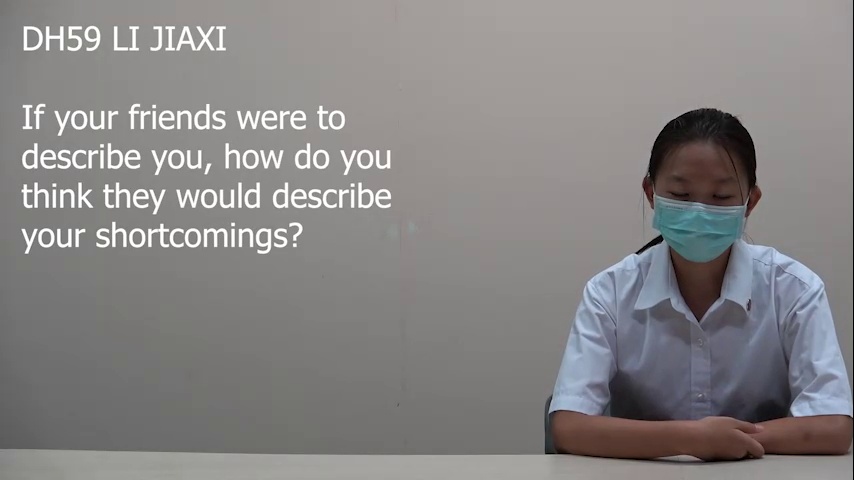 DH59 LI JIAXI
If your friends were to
describe you, how do you
think they would describe
your shortcomings?